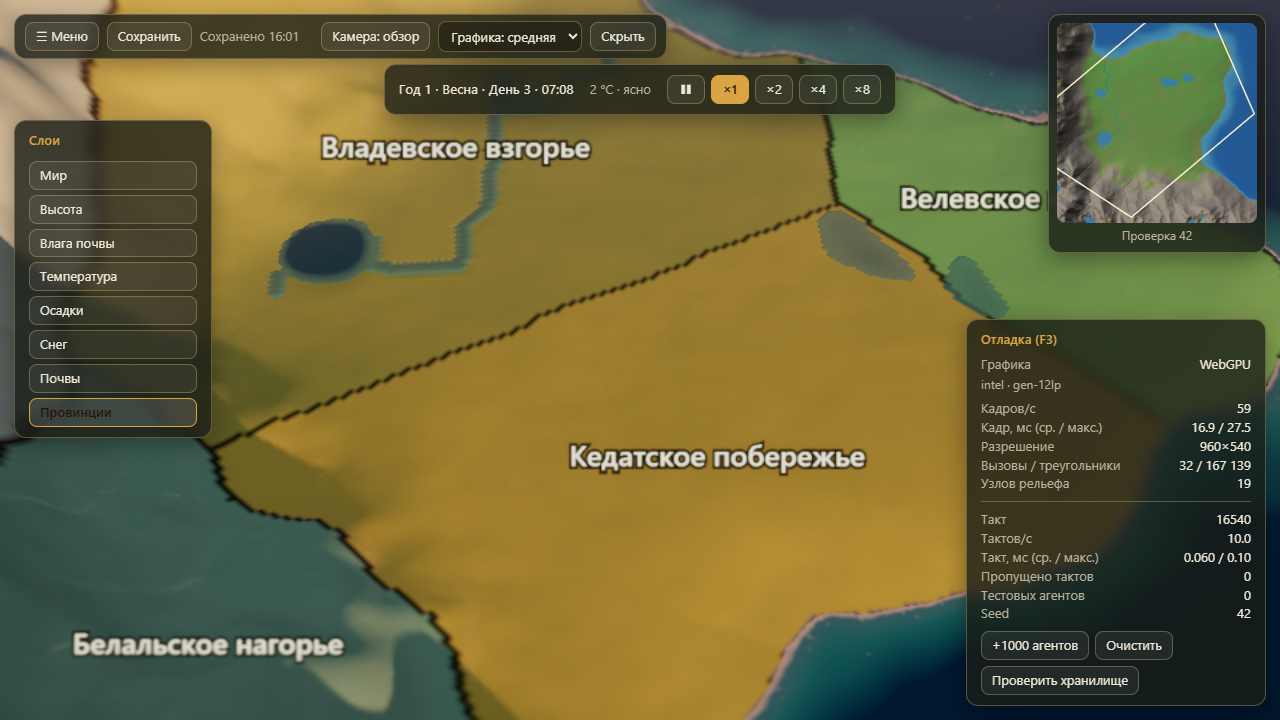 ☰ Меню Сохранить Сохранено 16:01 Камера: обзор Графика: средняя Скрыть
Год 1 · Весна · День 3 · 07:08 2 °C · ясно ×1 ×2 ×4 ×8
Проверка 42
Слои
Мир
Высота
Влага почвы
Температура
Осадки
Снег
Почвы
Провинции
Владевское взгорье
Велевское
Кедатское побережье
Белальское нагорье
Отладка (F3)
Графика WebGPU
intel · gen-12lp
Кадров/с 59
Кадр, мс (ср. / макс.) 16.9 / 27.5
Разрешение 960×540
Вызовы / треугольники 32 / 167 139
Узлов рельефа 19
Такт 16540
Тактов/с 10.0
Такт, мс (ср. / макс.) 0.060 / 0.10
Пропущено тактов 0
Тестовых агентов 0
Seed 42
+1000 агентов Очистить
Проверить хранилище